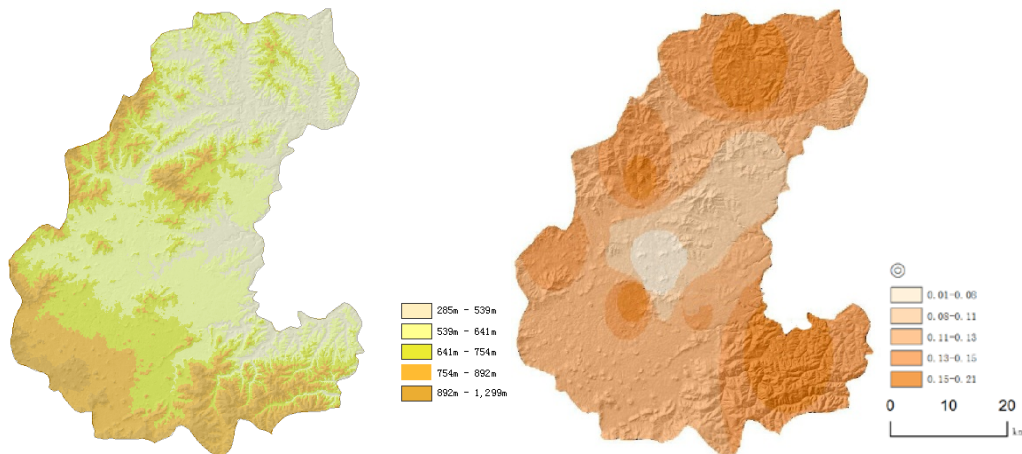 285m - 539m
539m - 641m
641m - 754m
754m - 892m
892m - 1,299m
0.01-0.08
0.08-0.11
0.11-0.13
0.13-0.15
0.15-0.21
0 10 20